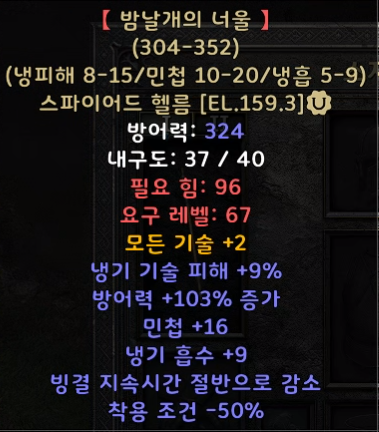 【 밤날개의 너울 】
(304-352)
(냉피해 8-15/민첩 10-20/냉흡 5-9)
스파이어드 헬름 [EL.159.3]
방어력: 324
내구도: 37 / 40
필요 힘: 96
요구 레벨: 67
모든 기술 +2
냉기 기술 피해 +9%
방어력 +103% 증가
민첩 +16
냉기 흡수 +9
빙결 지속시간 절반으로 감소
착용 조건 -50%